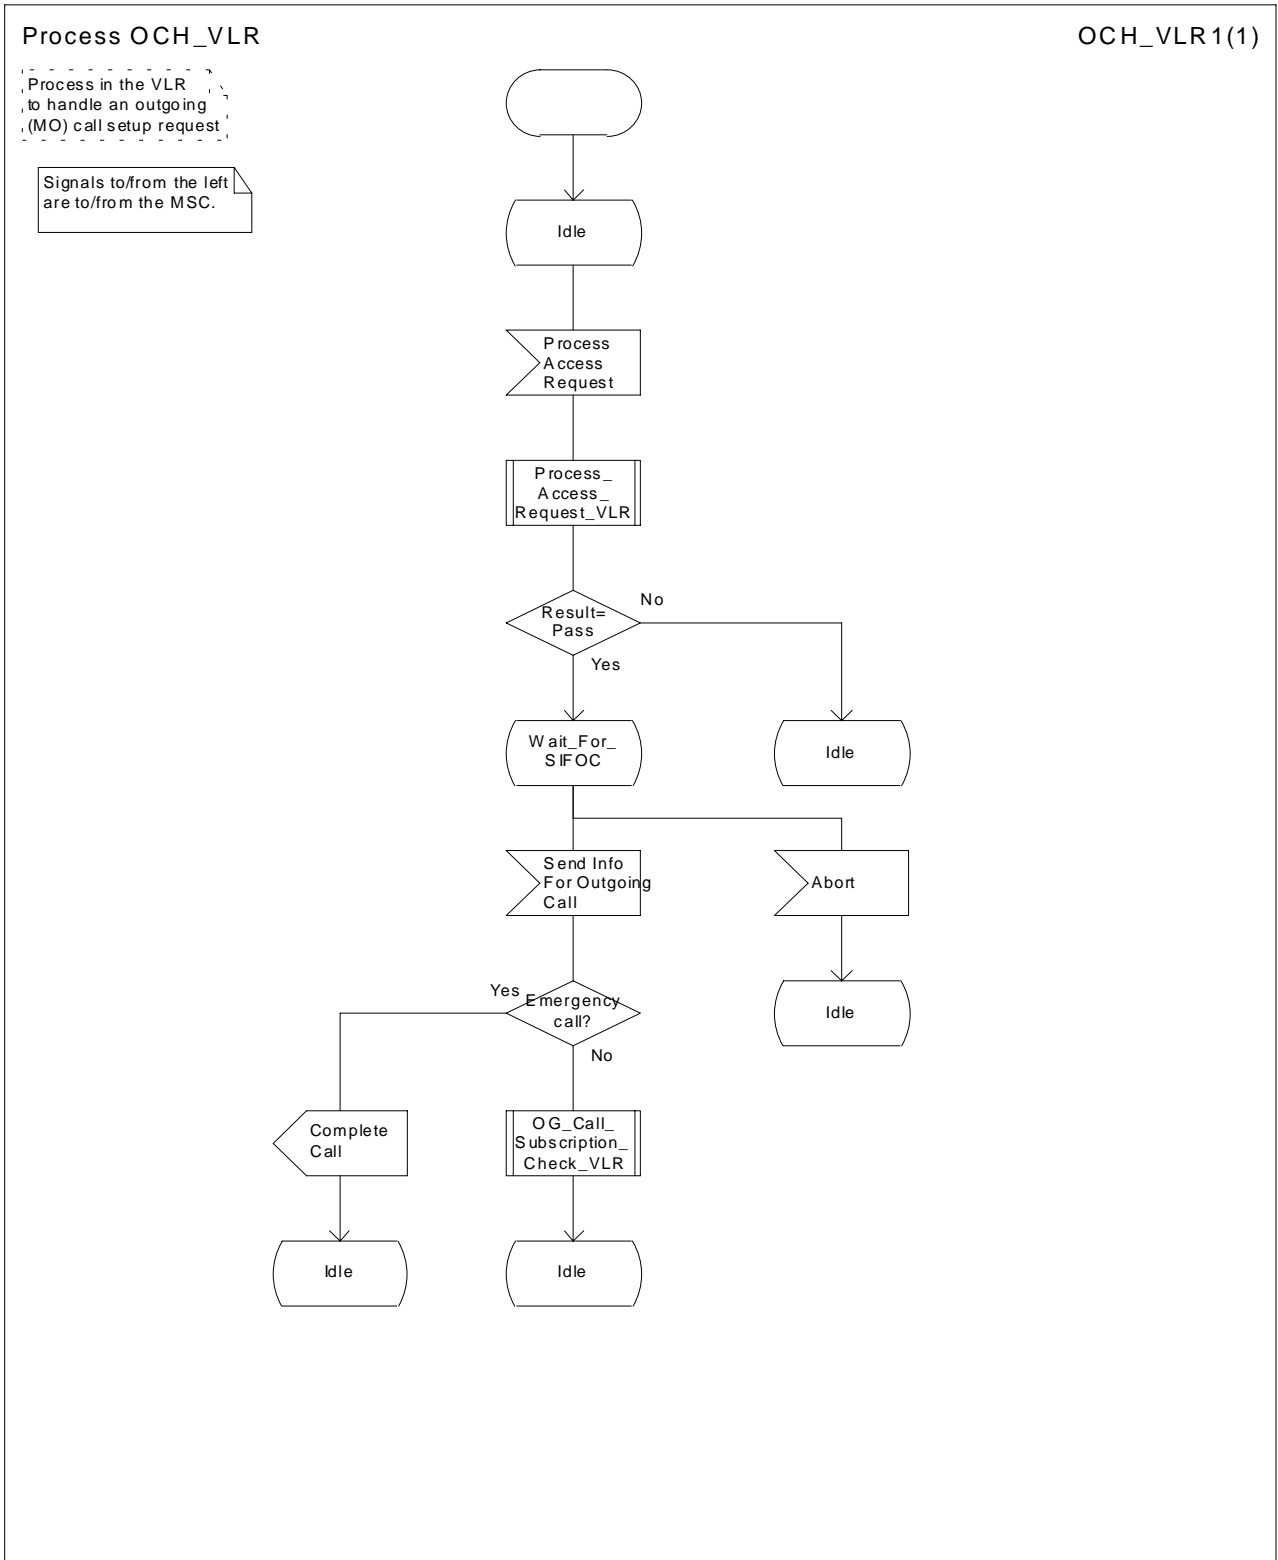 Process OCH_VLR
OCH_VLR1(1)
Process in the VLR
to handle an outgoing
(MO) call setup request
Signals to/from the left
are to/from the MSC.
Idle
Process
Access
Request
Process_
Access_
Request_VLR
Result=
Pass
No
Yes
Wait_For_
SIFOC
Idle
Send Info
For Outgoing
Call
Abort
Yes
Emergency
call?
Idle
No
Complete
Call
OG_Call_
Subscription_
Check_VLR
Idle
Idle